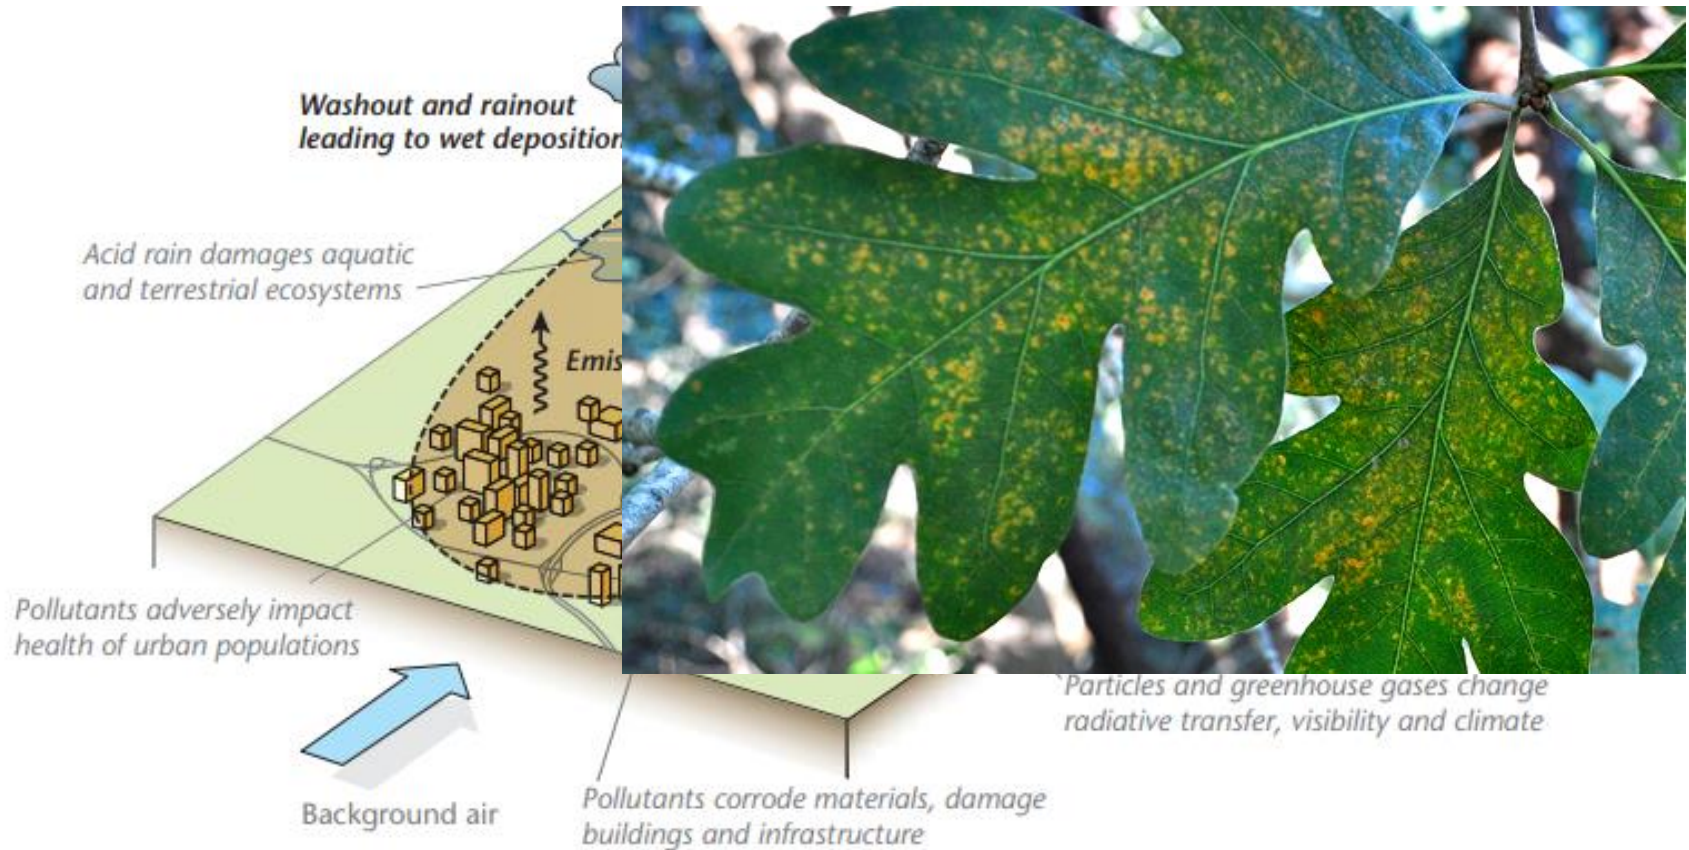 Washout and rainout
leading to wet deposition
Acid rain damages aquatic
and terrestrial ecosystems
Emis
Pollutants adversely impact
health of urban populations
Particles and greenhouse gases change
radiative transfer, visibility and climate
Background air
Pollutants corrode materials, damage
buildings and infrastructure